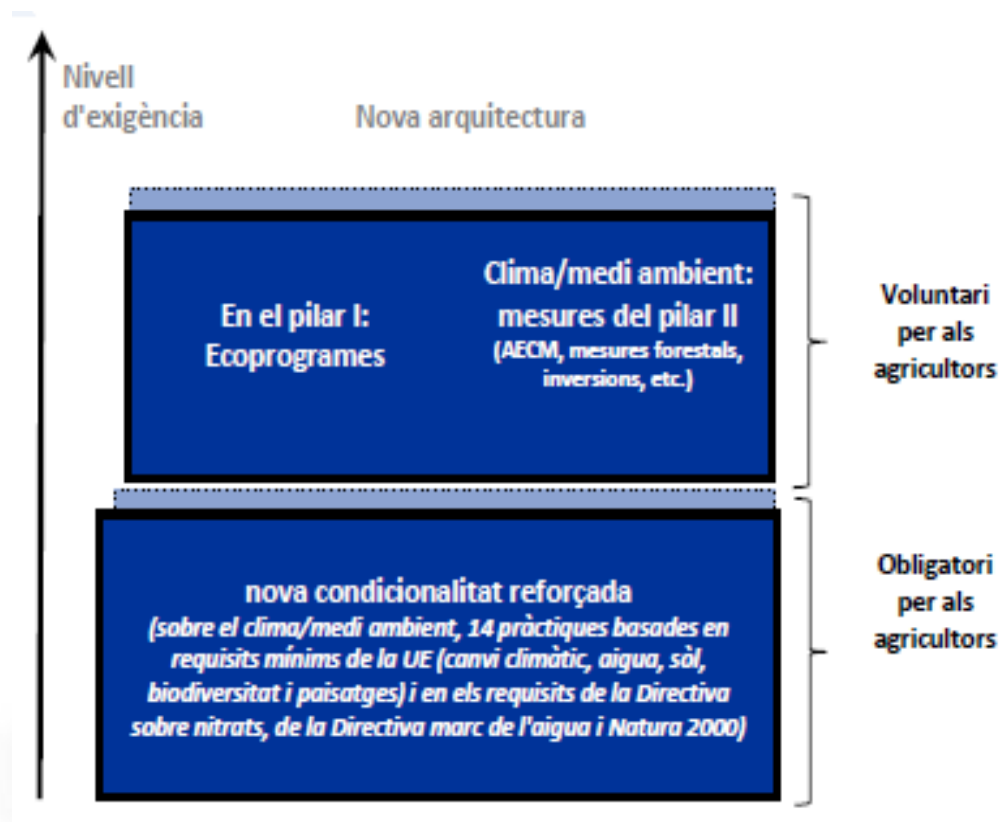 Nivell
d'exigència
Nova arquitectura
En el pilar I:
Ecoprogrames
Clima/medi ambient:
mesures del pilar II
(AECM, mesures forestals,
inversions, etc.)
Voluntari
per als
agricultors
nova condicionalitat reforçada
(sobre el clima/medi ambient, 14 pràctiques basades en
requisits mínims de la UE (canvi climàtic, aigua, sòl,
biodiversitat i paisatges) i en els requisits de la Directiva
sobre nitrats, de la Directiva marc de l'aigua i Natura 2000)
Obligatori
per als
agricultors